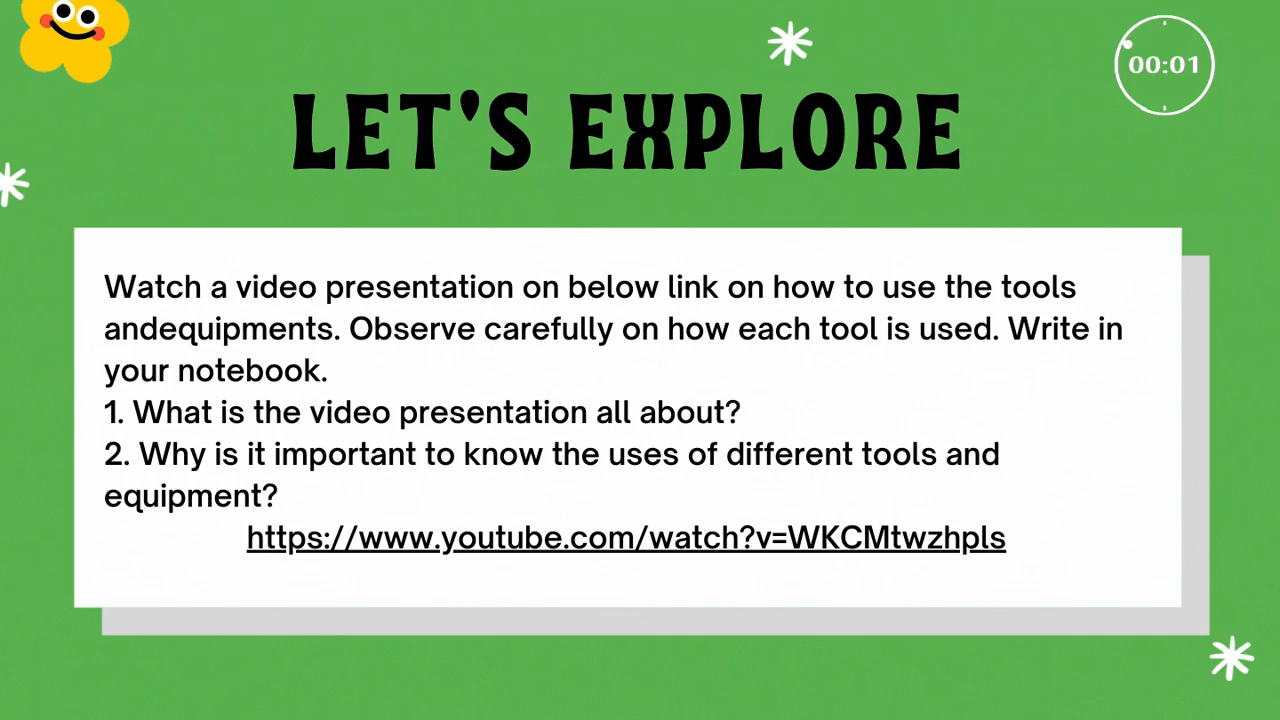 00:01
LET'S EXPLORE
Watch a video presentation on below link on how to use the tools
andequipments. Observe carefully on how each tool is used. Write in
your notebook.
1. What is the video presentation all about?
2. Why is it important to know the uses of different tools and
equipment?
https://www.youtube.com/watch?v=WKCMtwzhpls